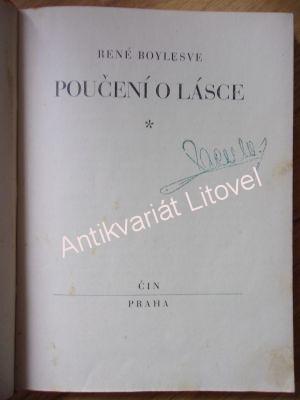 RENÉ BOYLESVE
POUČENÍ O LÁSCE
*
Antikvariát Litovel
ČIN
PRAHA